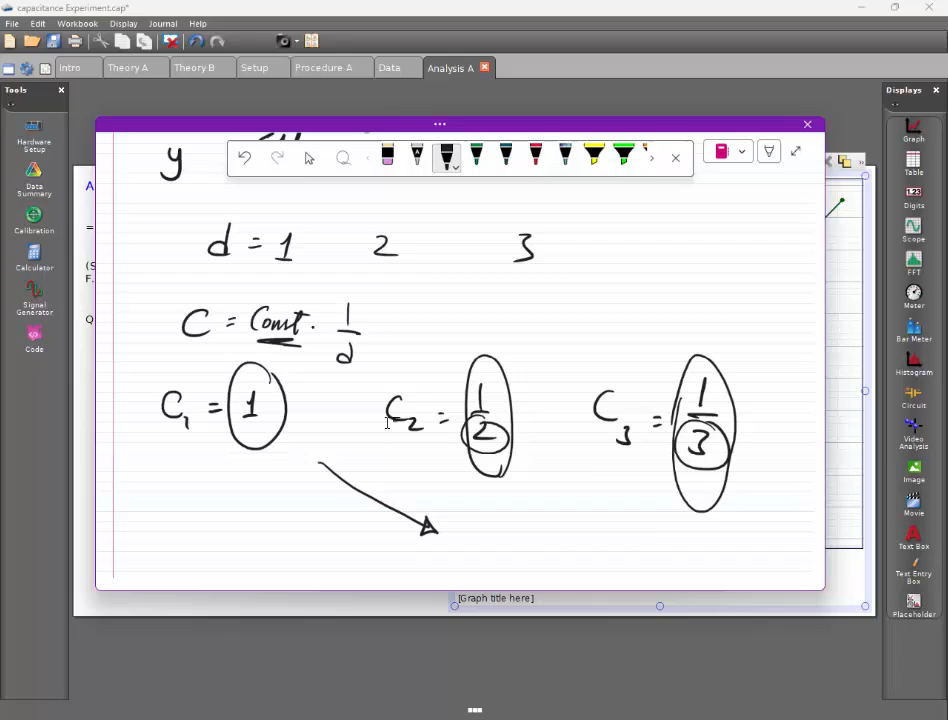 capacitance Experiment.cap*
File Edit Workbook Display Journal Help
Intro Theory A Theory B Setup Procedure A Data Analysis A
Tools
Hardware Setup
Data Summary
Calibration
Calculator
Signal Generator
Code
A
=
(S
F.
Q
y
d = 1 2 3
C = Const. 1/d
C1 = 1 C2 = 1/2 C3 = 1/3
[Graph title here]
Displays
Graph
Table
1.23
Digits
Scope
FFT
Meter
Bar Meter
Histogram
Circuit
Video Analysis
Image
Movie
Text Box
Text Entry Box
Placeholder